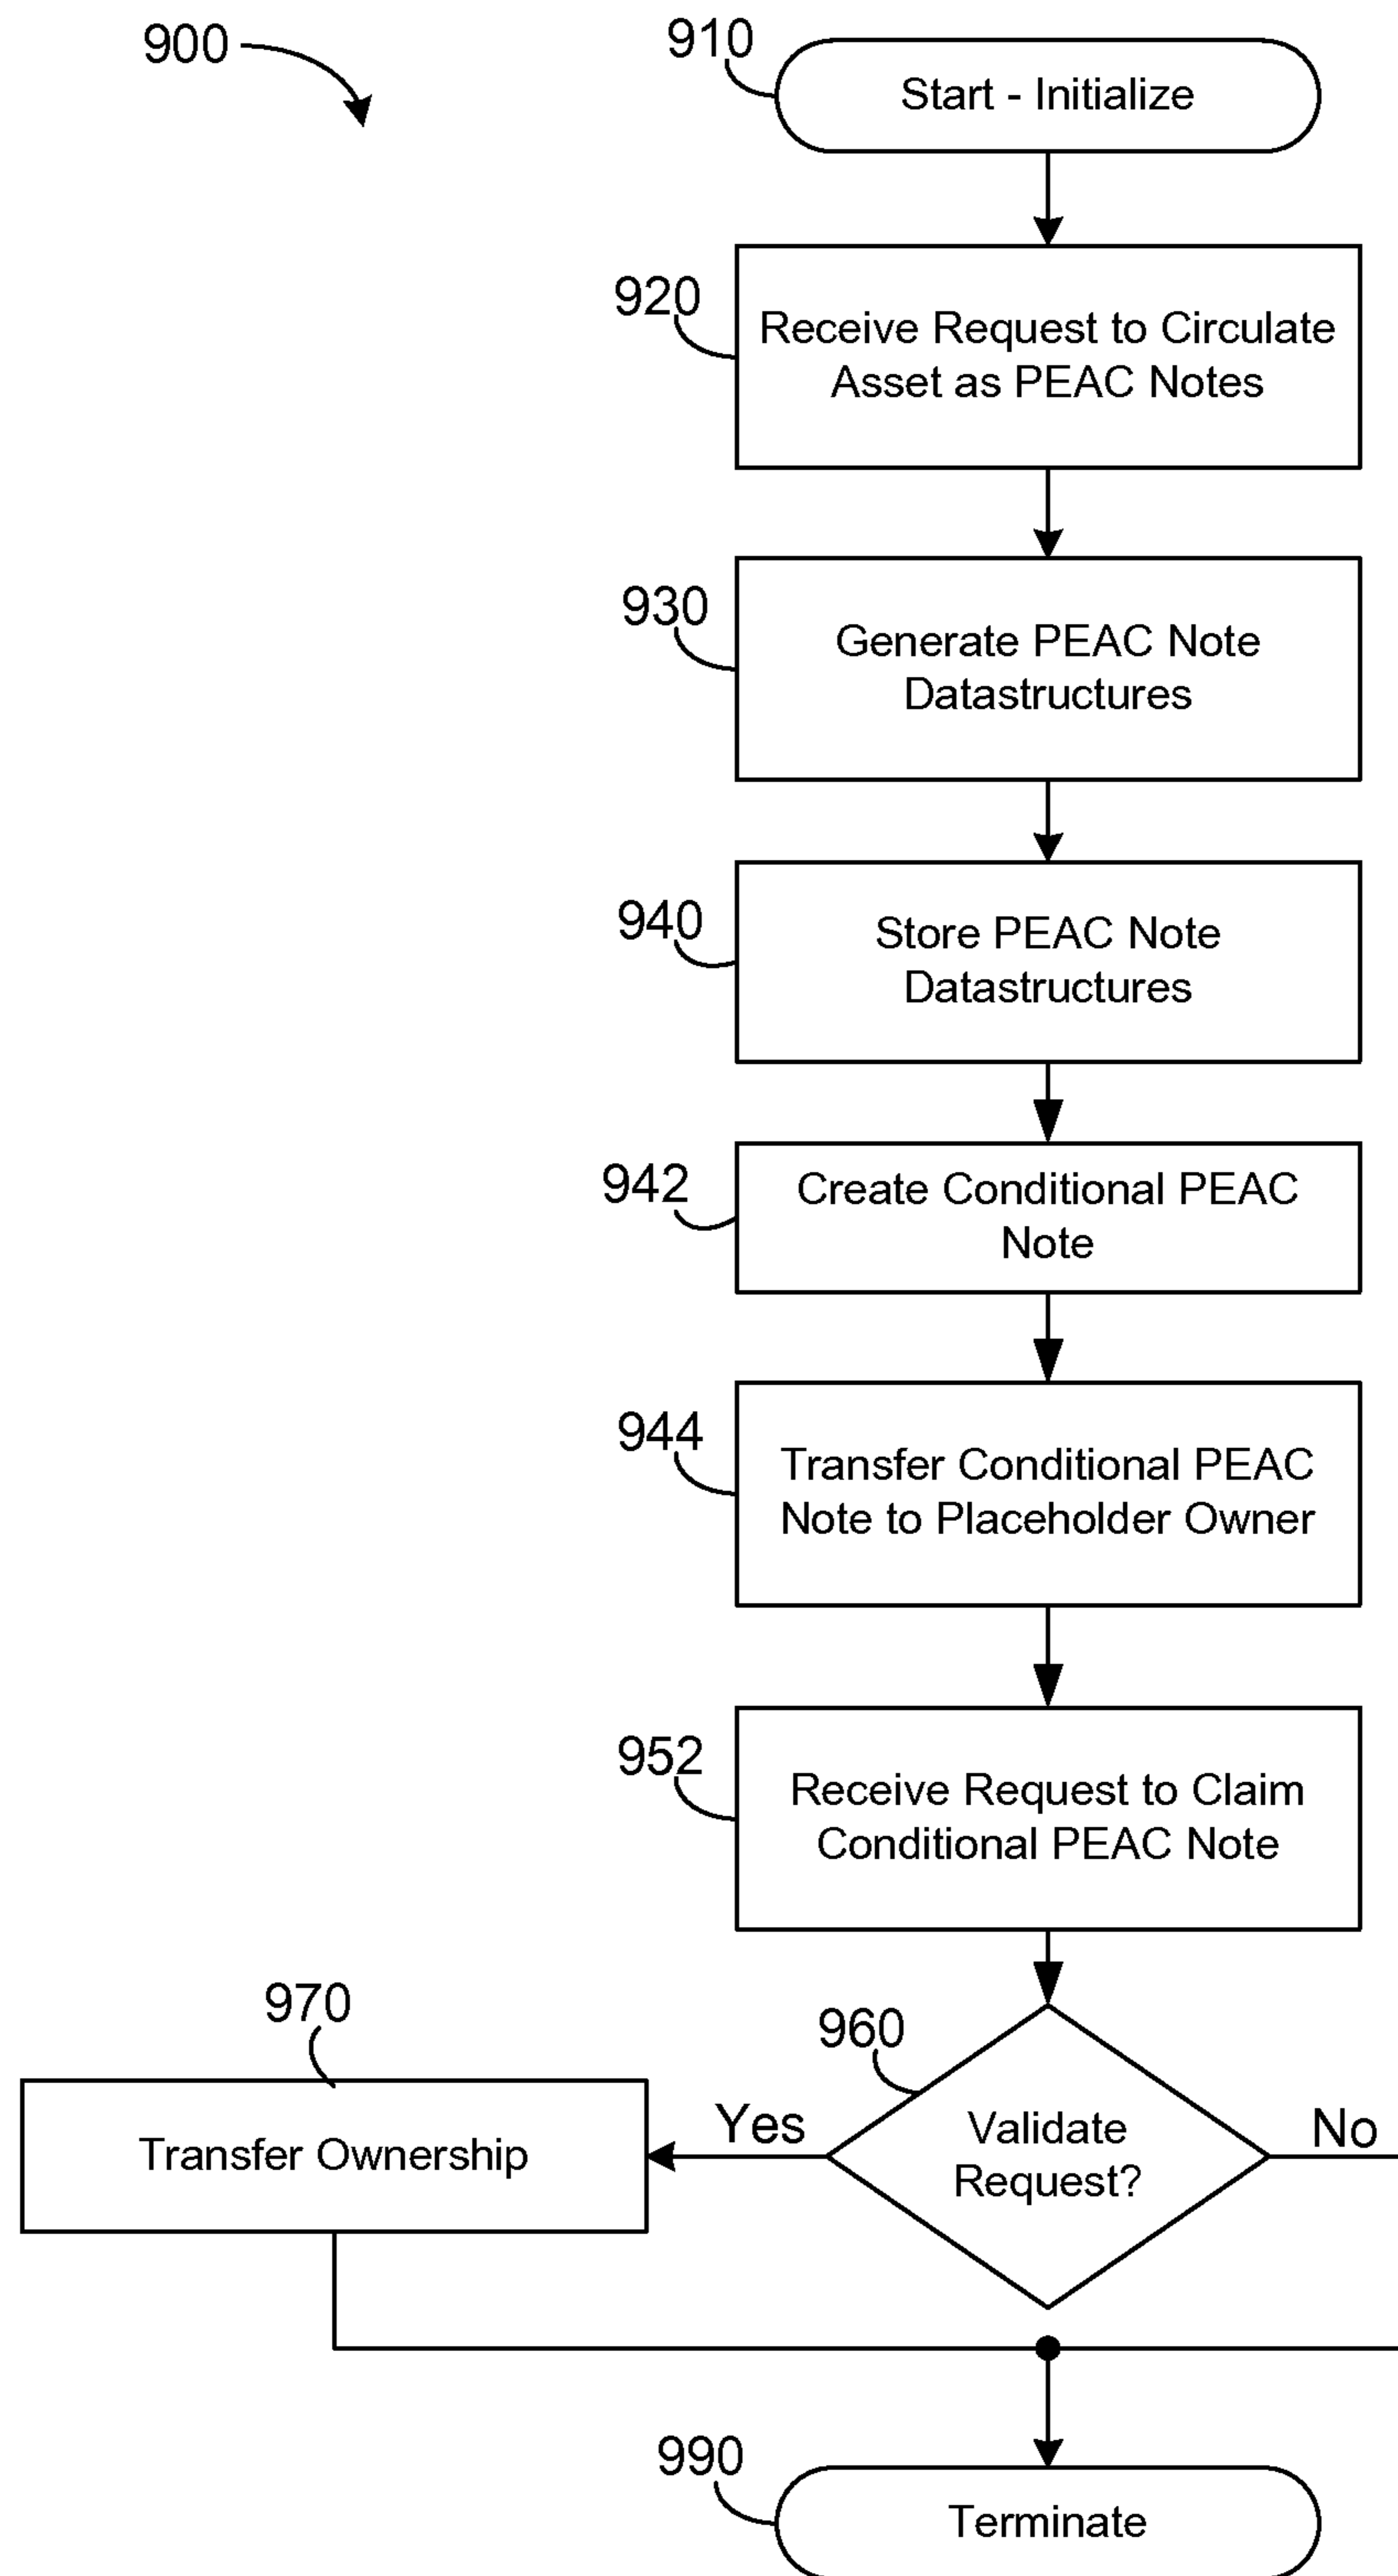 900
910
Start - Initialize
920
Receive Request to Circulate
Asset as PEAC Notes
930
Generate PEAC Note
Datastructures
940
Store PEAC Note
Datastructures
942
Create Conditional PEAC
Note
944
Transfer Conditional PEAC
Note to Placeholder Owner
952
Receive Request to Claim
Conditional PEAC Note
970
960
Transfer Ownership
Yes
Validate
Request?
No
990
Terminate